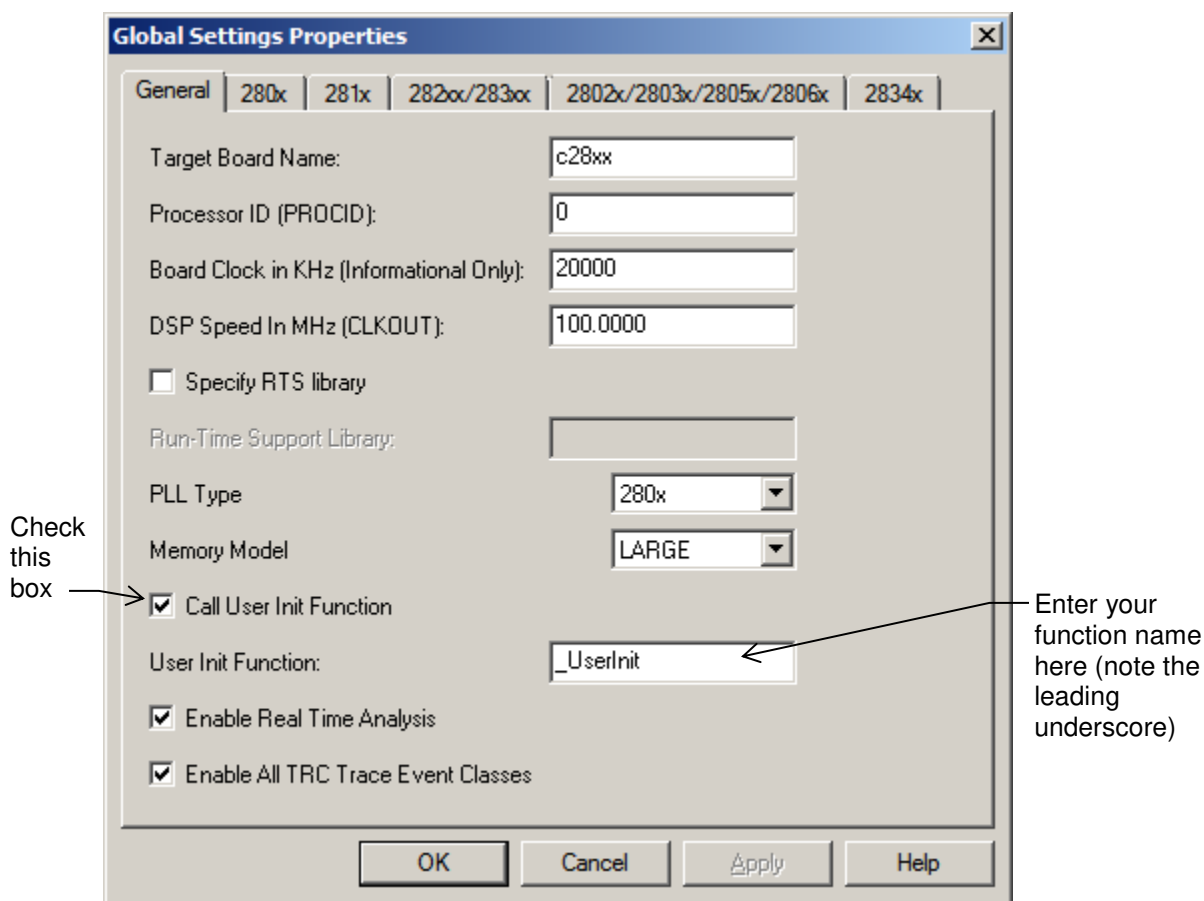 Global Settings Properties
General 280x 281x 282xx/283xx 2802x/2803x/2805x/2806x 2834x
Target Board Name: c28xx
Processor ID (PROCID): 0
Board Clock in KHz (Informational Only): 20000
DSP Speed In MHz (CLKOUT): 100.0000
Specify RTS library
Run-Time Support Library:
PLL Type 280x
Memory Model LARGE
Check
this
box
Call User Init Function
User Init Function: _UserInit
Enter your
function name
here (note the
leading
underscore)
Enable Real Time Analysis
Enable All TRC Trace Event Classes
OK Cancel Apply Help